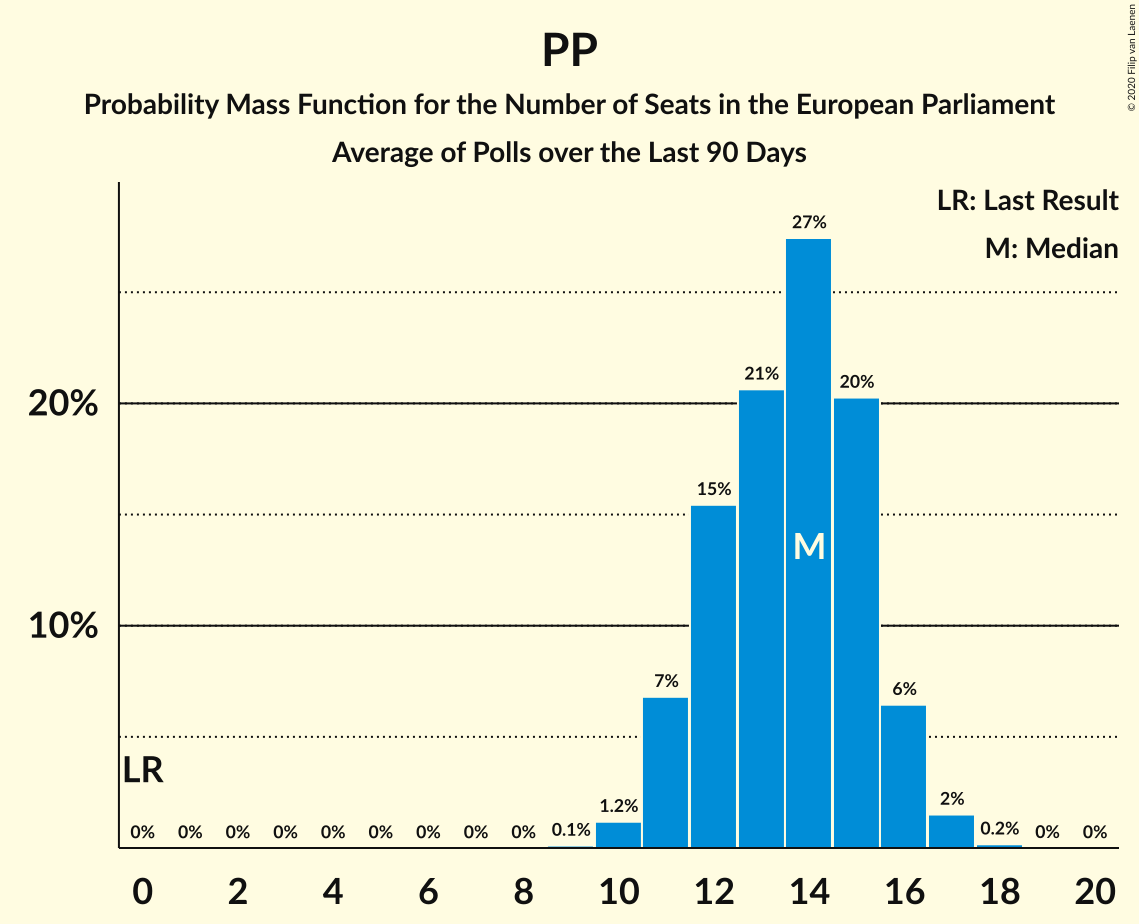 PP
Probability Mass Function for the Number of Seats in the European Parliament
Average of Polls over the Last 90 Days
© 2020 Filip van Laenen
LR: Last Result
M: Median
27%
21%
20%
20%
15%
M
10%
7%
6%
LR
0% 0% 0% 0% 0% 0% 0% 0% 0% 0.1% 1.2% 2% 0.2% 0% 0%
0 2 4 6 8 10 12 14 16 18 20